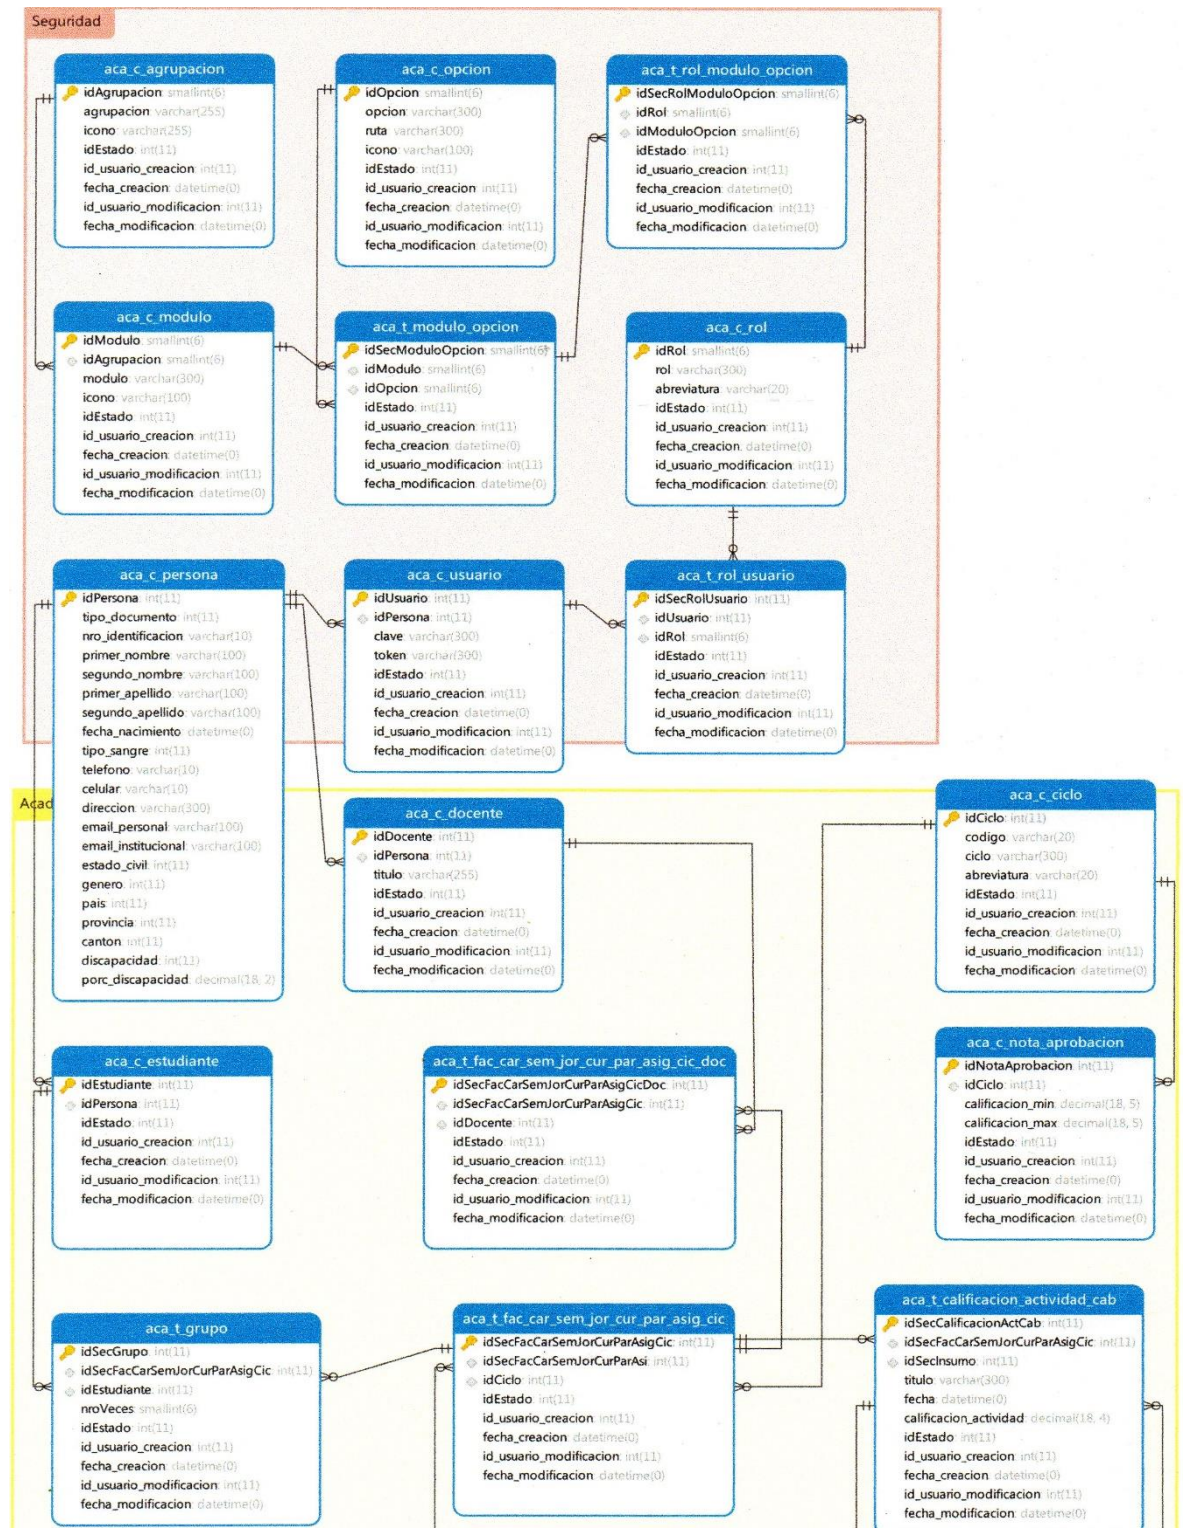 Seguridad
aca_c_agrupacion
idAgrupacion: smallint(6)
agrupacion: varchar(255)
icono: varchar(255)
idEstado: int(11)
id_usuario_creacion: int(11)
fecha_creacion: datetime(0)
id_usuario_modificacion: int(11)
fecha_modificacion: datetime(0)
aca_c_opcion
idOpcion: smallint(6)
opcion: varchar(300)
ruta: varchar(300)
icono: varchar(100)
idEstado: int(11)
id_usuario_creacion: int(11)
fecha_creacion: datetime(0)
id_usuario_modificacion: int(11)
fecha_modificacion: datetime(0)
aca_t_rol_modulo_opcion
idSecRolModuloOpcion: smallint(6)
idRol: smallint(6)
idModuloOpcion: smallint(6)
idEstado: int(11)
id_usuario_creacion: int(11)
fecha_creacion: datetime(0)
id_usuario_modificacion: int(11)
fecha_modificacion: datetime(0)
aca_c_modulo
idModulo: smallint(6)
idAgrupacion: smallint(6)
modulo: varchar(300)
icono: varchar(100)
idEstado: int(11)
id_usuario_creacion: int(11)
fecha_creacion: datetime(0)
id_usuario_modificacion: int(11)
fecha_modificacion: datetime(0)
aca_t_modulo_opcion
idSecModuloOpcion: smallint(6)
idModulo: smallint(6)
idOpcion: smallint(6)
idEstado: int(11)
id_usuario_creacion: int(11)
fecha_creacion: datetime(0)
id_usuario_modificacion: int(11)
fecha_modificacion: datetime(0)
aca_c_rol
idRol: smallint(6)
rol: varchar(300)
abreviatura: varchar(20)
idEstado: int(11)
id_usuario_creacion: int(11)
fecha_creacion: datetime(0)
id_usuario_modificacion: int(11)
fecha_modificacion: datetime(0)
aca_c_persona
idPersona: int(11)
tipo_documento: int(11)
nro_identificacion: varchar(10)
primer_nombre: varchar(100)
segundo_nombre: varchar(100)
primer_apellido: varchar(100)
segundo_apellido: varchar(100)
fecha_nacimiento: datetime(0)
tipo_sangre: int(11)
telefono: varchar(10)
celular: varchar(10)
direccion: varchar(300)
email_personal: varchar(100)
email_institucional: varchar(100)
estado_civil: int(11)
genero: int(11)
pais: int(11)
provincia: int(11)
canton: int(11)
discapacidad: int(11)
porc_discapacidad: decimal(18, 2)
aca_c_usuario
idUsuario: int(11)
idPersona: int(11)
clave: varchar(300)
token: varchar(300)
idEstado: int(11)
id_usuario_creacion: int(11)
fecha_creacion: datetime(0)
id_usuario_modificacion: int(11)
fecha_modificacion: datetime(0)
aca_t_rol_usuario
idSecRolUsuario: int(11)
idUsuario: int(11)
idRol: smallint(6)
idEstado: int(11)
id_usuario_creacion: int(11)
fecha_creacion: datetime(0)
id_usuario_modificacion: int(11)
fecha_modificacion: datetime(0)
Acad
aca_c_docente
idDocente: int(11)
idPersona: int(11)
titulo: varchar(255)
idEstado: int(11)
id_usuario_creacion: int(11)
fecha_creacion: datetime(0)
id_usuario_modificacion: int(11)
fecha_modificacion: datetime(0)
aca_c_ciclo
idCiclo: int(11)
codigo: varchar(20)
ciclo: varchar(300)
abreviatura: varchar(20)
idEstado: int(11)
id_usuario_creacion: int(11)
fecha_creacion: datetime(0)
id_usuario_modificacion: int(11)
fecha_modificacion: datetime(0)
aca_c_estudiante
idEstudiante: int(11)
idPersona: int(11)
idEstado: int(11)
id_usuario_creacion: int(11)
fecha_creacion: datetime(0)
id_usuario_modificacion: int(11)
fecha_modificacion: datetime(0)
aca_t_fac_car_sem_jor_cur_par_asig_cic_doc
idSecFacCarSemJorCurParAsigCicDoc: int(11)
idSecFacCarSemJorCurParAsigCic: int(11)
idDocente: int(11)
idEstado: int(11)
id_usuario_creacion: int(11)
fecha_creacion: datetime(0)
id_usuario_modificacion: int(11)
fecha_modificacion: datetime(0)
aca_c_nota_aprobacion
idNotaAprobacion: int(11)
idCiclo: int(11)
calificacion_min: decimal(18, 5)
calificacion_max: decimal(18, 5)
idEstado: int(11)
id_usuario_creacion: int(11)
fecha_creacion: datetime(0)
id_usuario_modificacion: int(11)
fecha_modificacion: datetime(0)
aca_t_grupo
idSecGrupo: int(11)
idSecFacCarSemJorCurParAsigCic: int(11)
idEstudiante: int(11)
nroVeces: smallint(6)
idEstado: int(11)
id_usuario_creacion: int(11)
fecha_creacion: datetime(0)
id_usuario_modificacion: int(11)
fecha_modificacion: datetime(0)
aca_t_fac_car_sem_jor_cur_par_asig_cic
idSecFacCarSemJorCurParAsigCic: int(11)
idSecFacCarSemJorCurParAsi: int(11)
idCiclo: int(11)
idEstado: int(11)
id_usuario_creacion: int(11)
fecha_creacion: datetime(0)
id_usuario_modificacion: int(11)
fecha_modificacion: datetime(0)
aca_t_calificacion_actividad_cab
idSecCalificacionActCab: int(11)
idSecFacCarSemJorCurParAsigCic: int(11)
idSecInsumo: int(11)
titulo: varchar(300)
fecha: datetime(0)
calificacion_actividad: decimal(18, 4)
idEstado: int(11)
id_usuario_creacion: int(11)
fecha_creacion: datetime(0)
id_usuario_modificacion: int(11)
fecha_modificacion: datetime(0)